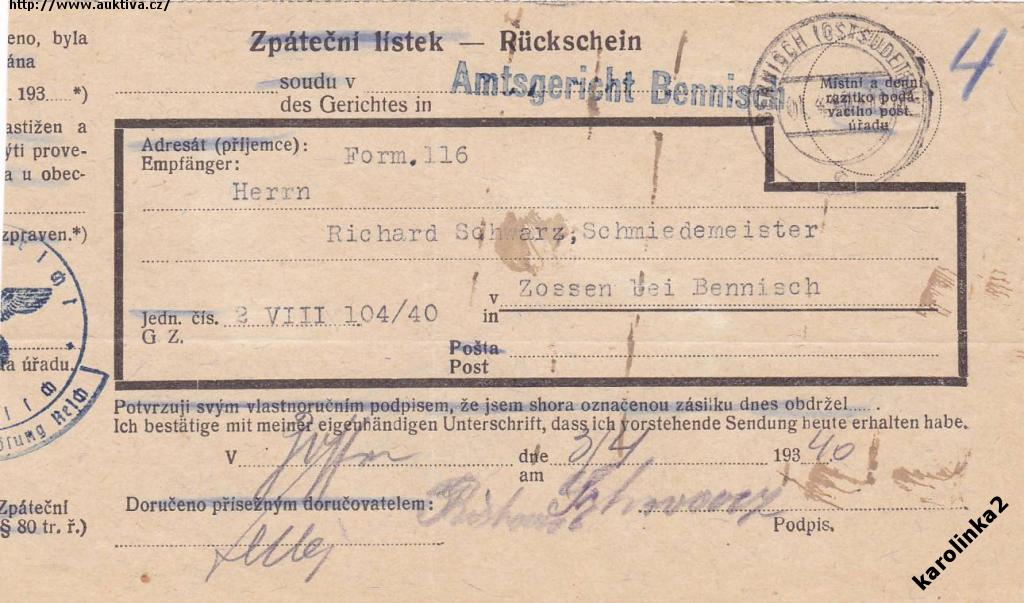 http://www.auktiva.cz/
eno, byla
ána
. 193.....*)
astižen a
ýti prove-
a u obec-
zpraven.*)
a úřadu.
Zpáteční
§ 80 tr. ř.)
Zpáteční lístek — Rückschein
soudu v
des Gerichtes in
Amtsgericht Bennisch
BENNISCH (OSTSUDE
Místní a denní
razítko podá-
vacího pošt.
úřadu
4
Adresát (příjemce):
Empfänger:
Form. 116
Herrn
Richard Schwarz, Schmiedemeister
v
in
Zossen bei Bennisch
Jedn. čís. 2 VIII 104/40
G Z.
Pošta
Post
Potvrzuji svým vlastnoručním podpisem, že jsem shora označenou zásilku dnes obdržel..... .
Ich bestätige mit meiner eigenhändigen Unterschrift, dass ich vorstehende Sendung heute erhalten habe.
V dne 3/4 193 40
am
Doručeno přísežným doručovatelem:
Schwarz
Podpis.
karolinka2